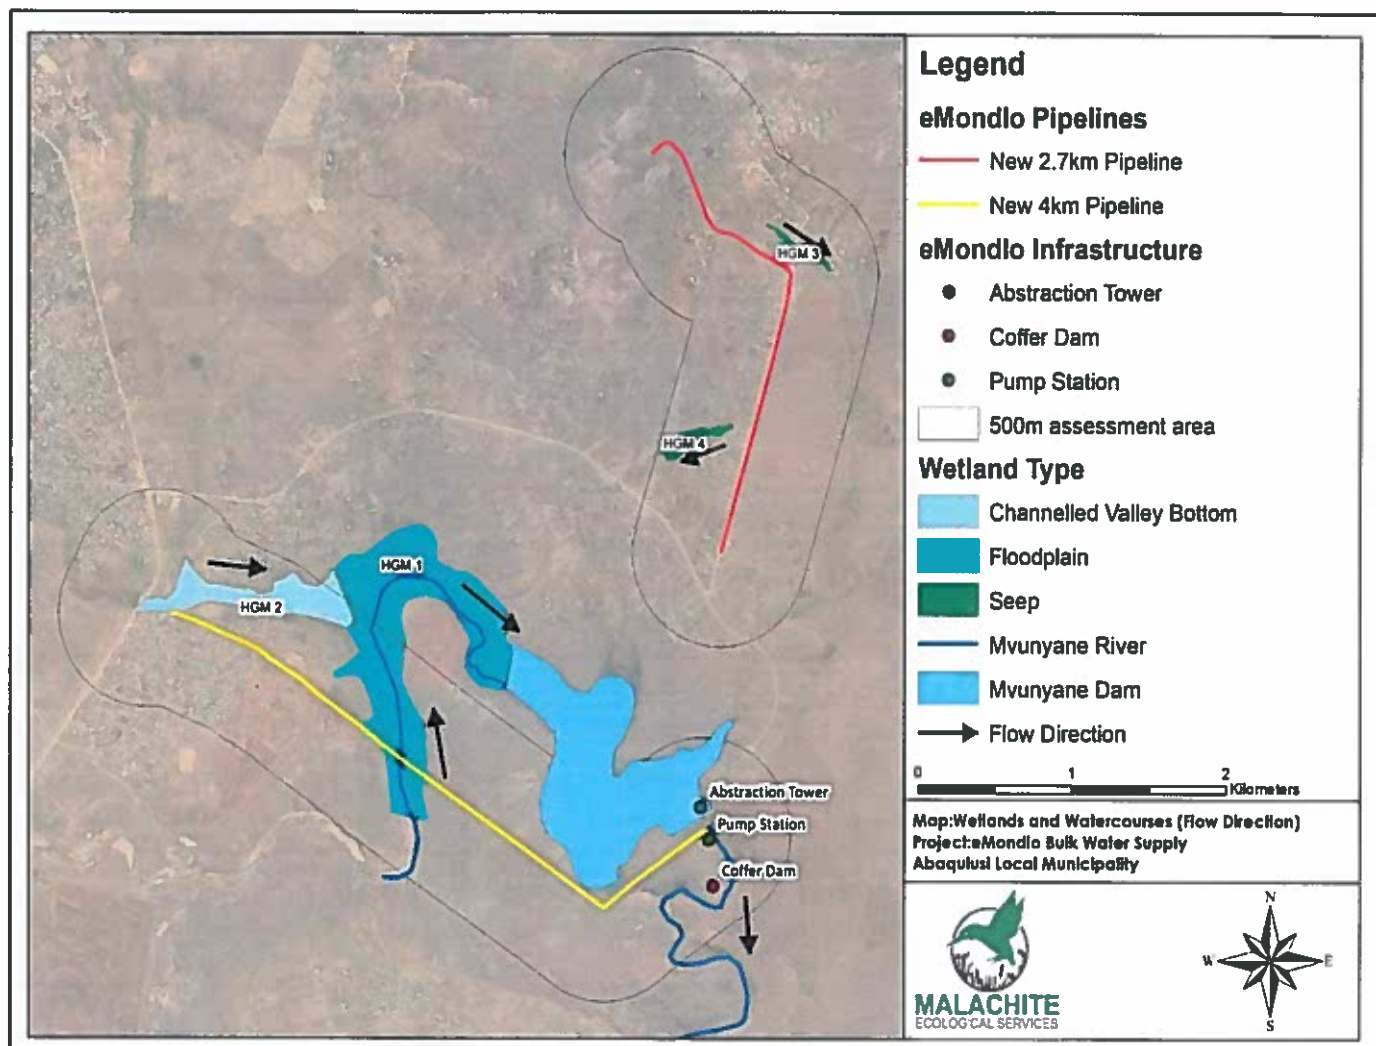 HGM 3
HGM 4
HGM 1
HGM 2
Abstraction Tower
Pump Station
Coffer Dam
Legend
eMondlo Pipelines
New 2.7km Pipeline
New 4km Pipeline
eMondlo Infrastructure
Abstraction Tower
Coffer Dam
Pump Station
500m assessment area
Wetland Type
Channelled Valley Bottom
Floodplain
Seep
Mvunyane River
Mvunyane Dam
Flow Direction
0 1 2
Kilometers
Map:Wetlands and Watercourses (Flow Direction)
Project:eMondlo Bulk Water Supply
Abaqulusi Local Municipality
MALACHITE
ECOLOGICAL SERVICES
N
W E
S